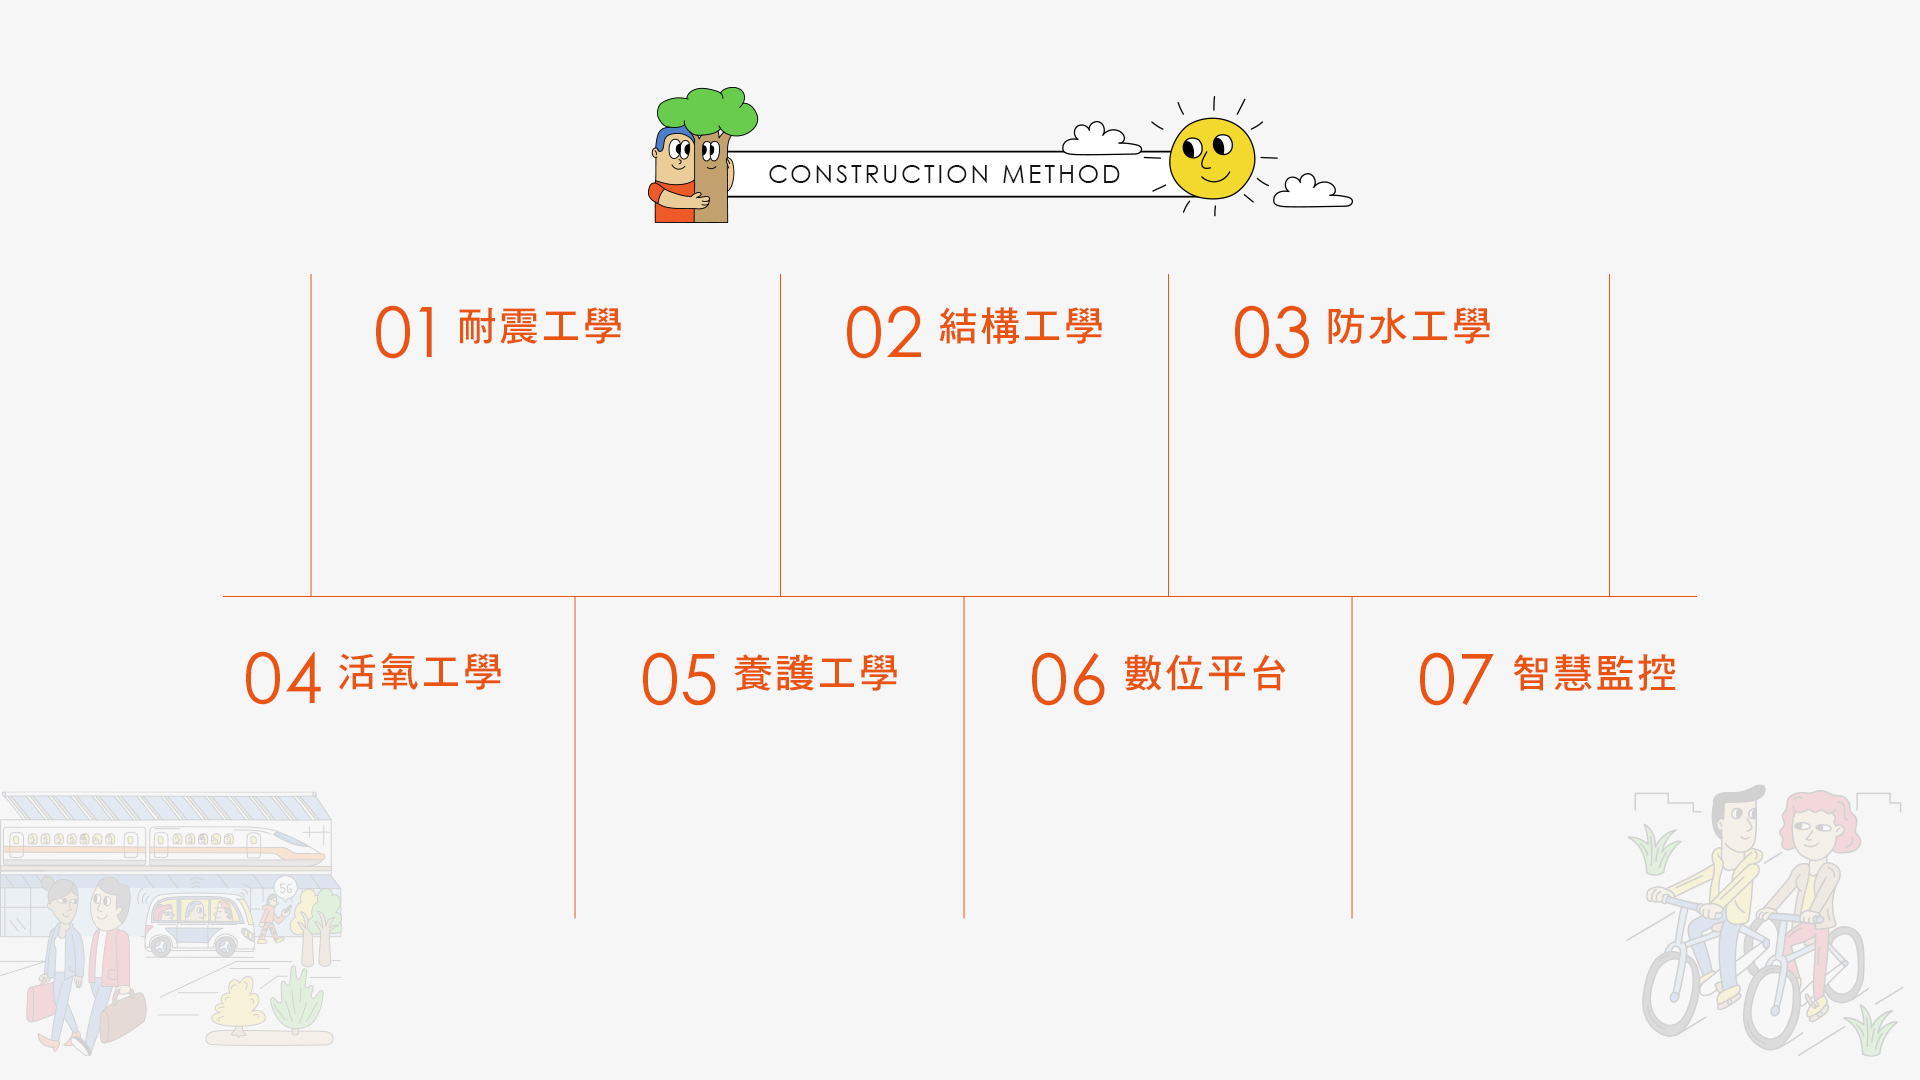 CONSTRUCTION METHOD
01 耐震工學
02 結構工學
03 防水工學
04 活氧工學
05 養護工學
06 數位平台
07 智慧監控
5G